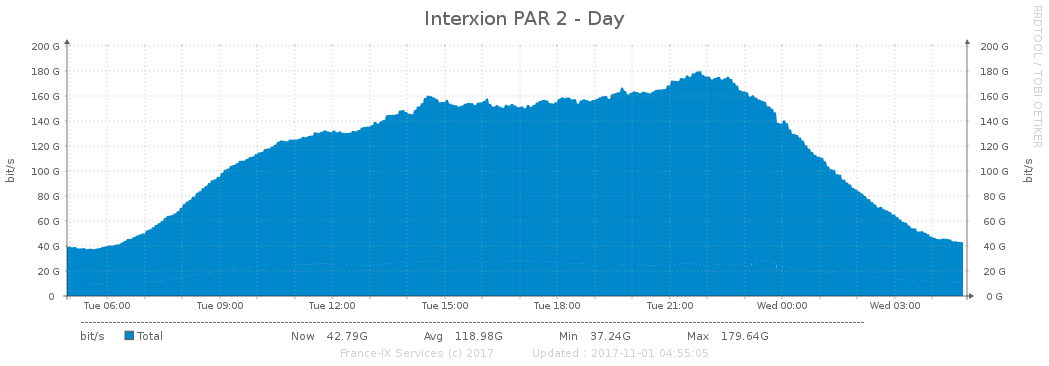 Interxion PAR 2 - Day
RRDTOOL / TOBI OETIKER
200 G 200 G
180 G 180 G
160 G 160 G
140 G 140 G
120 G 120 G
100 G 100 G
80 G 80 G
60 G 60 G
40 G 40 G
20 G 20 G
0 0 G
bit/s bit/s
Tue 06:00 Tue 09:00 Tue 12:00 Tue 15:00 Tue 18:00 Tue 21:00 Wed 00:00 Wed 03:00
bit/s Total Now 42.79G Avg 118.98G Min 37.24G Max 179.64G
France-IX Services (c) 2017 Updated : 2017-11-01 04:55:05